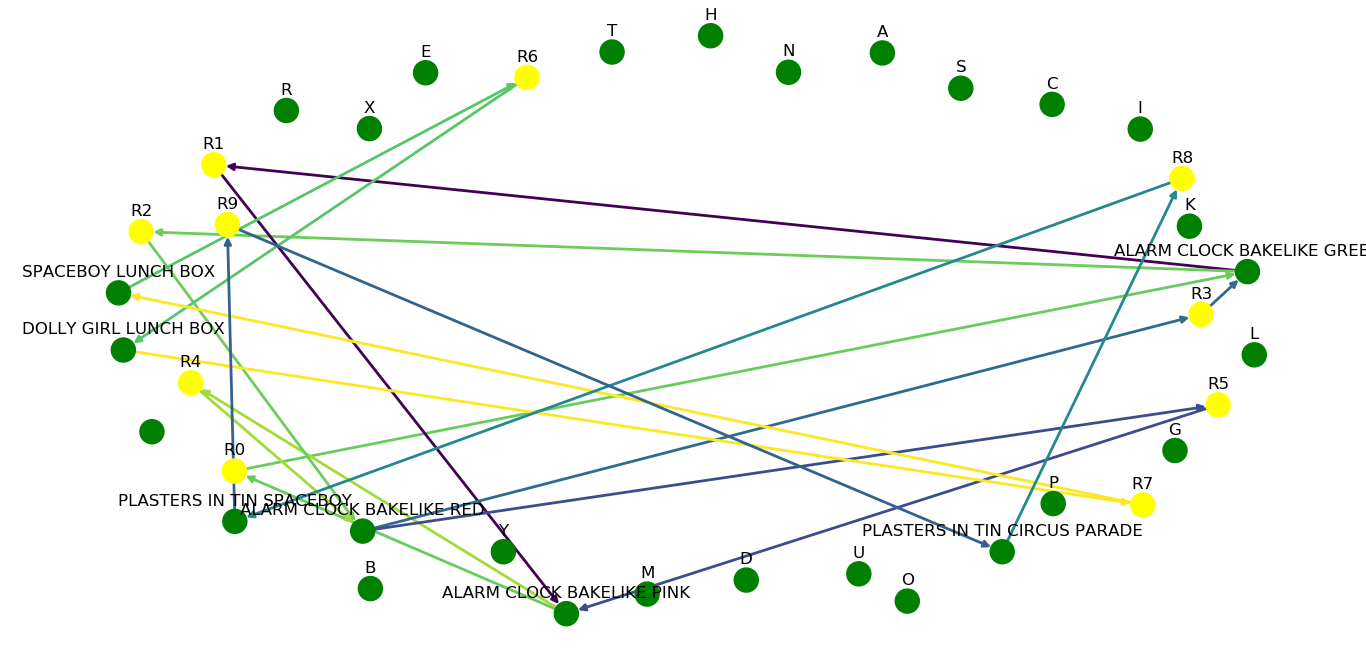 H
T
A
E
R6
N
S
C
R
X
I
R1
R8
R2
R9
K
ALARM CLOCK BAKELIKE GREE
SPACEBOY LUNCH BOX
R3
DOLLY GIRL LUNCH BOX
L
R4
R5
G
R0
P
R7
PLASTERS IN TIN SPACEBOY
ALARM CLOCK BAKELIKE RED
Y
PLASTERS IN TIN CIRCUS PARADE
B
M
D
U
O
ALARM CLOCK BAKELIKE PINK